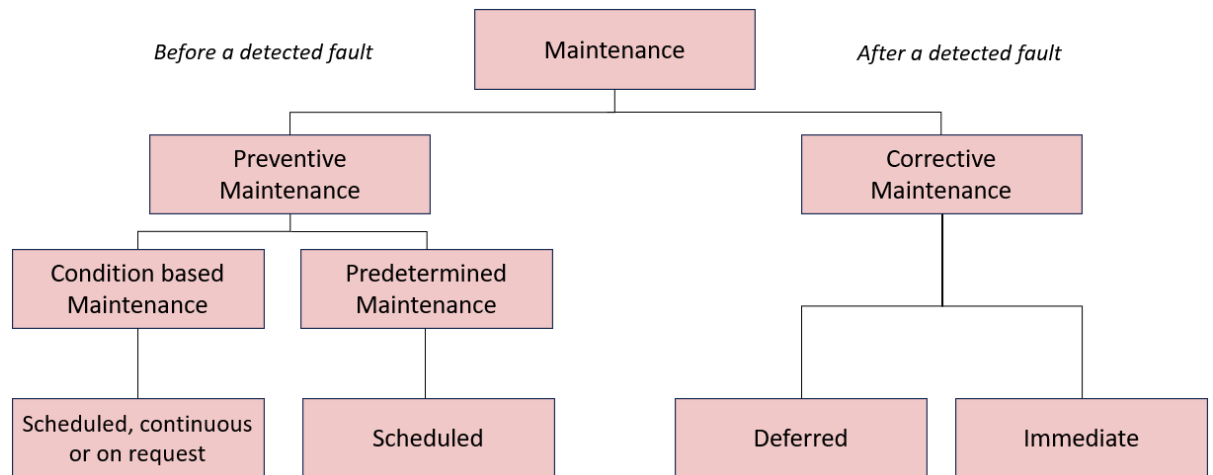 Before a detected fault
Maintenance
After a detected fault
Preventive
Maintenance
Corrective
Maintenance
Condition based
Maintenance
Predetermined
Maintenance
Scheduled, continuous
or on request
Scheduled
Deferred
Immediate